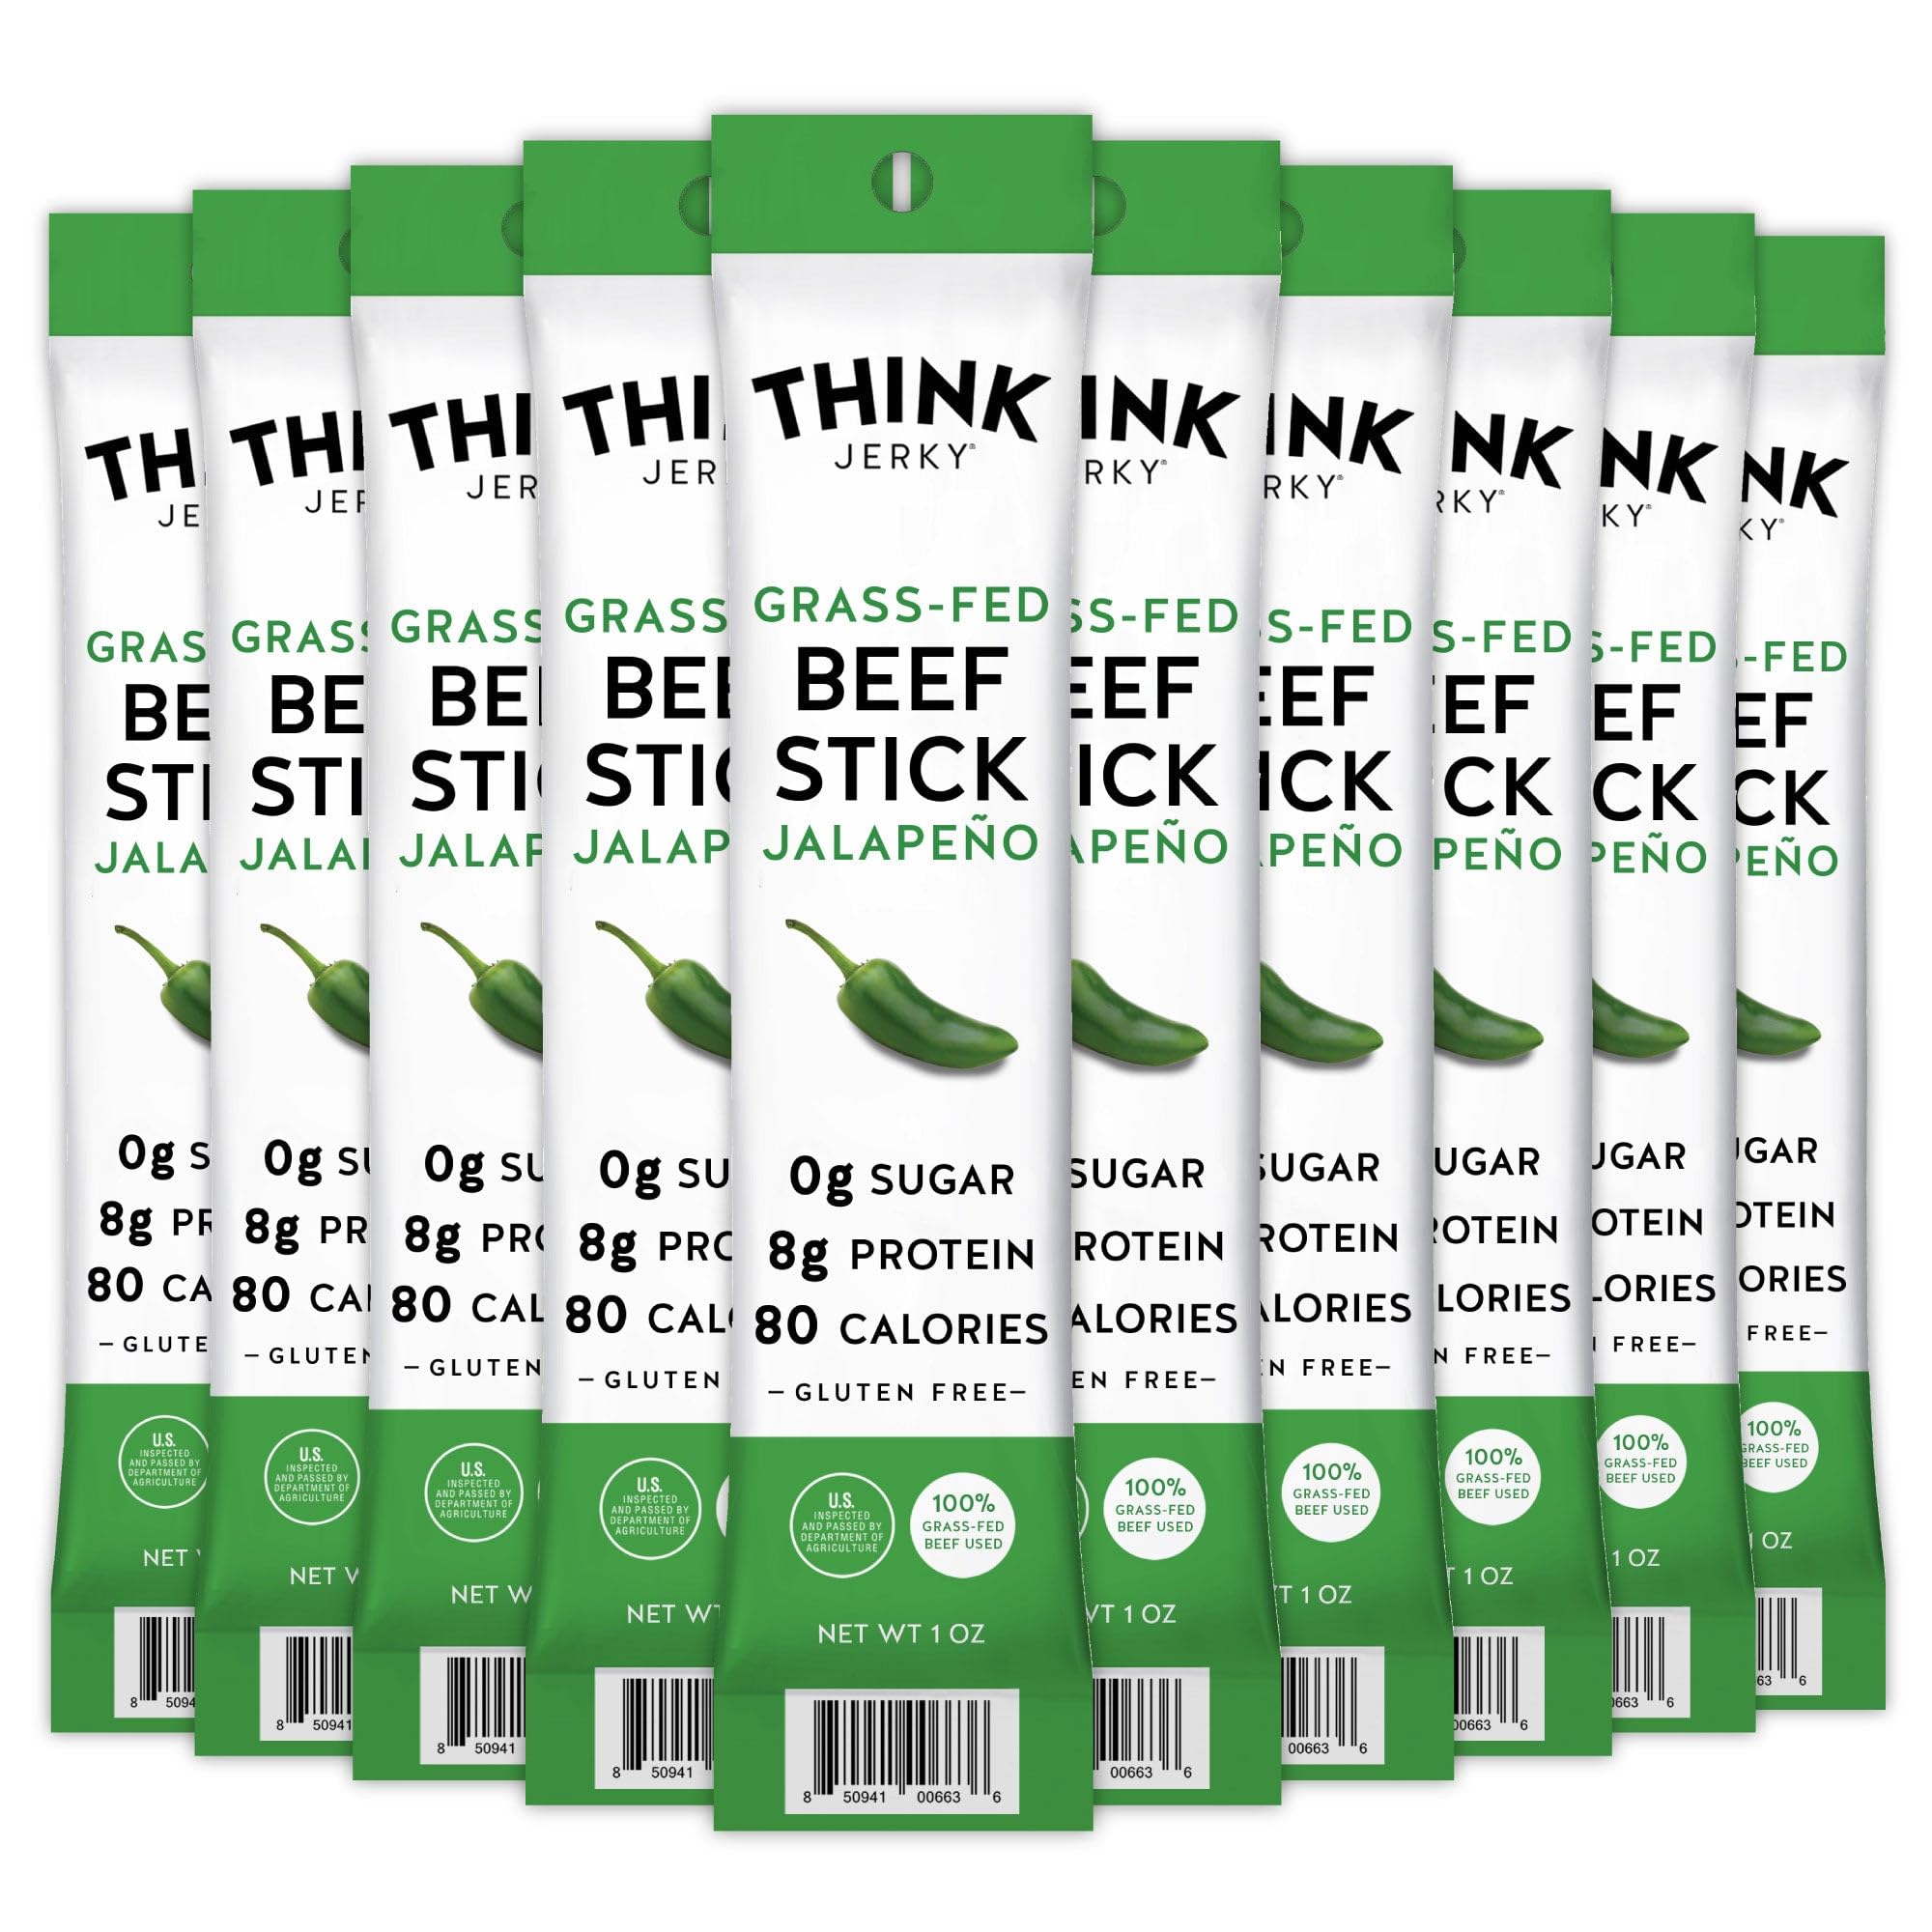 THINK
JERKY®
GRASS-FED
BEEF
STICK
JALAPEÑO
0g SUGAR
8g PROTEIN
80 CALORIES
– GLUTEN FREE–
U.S.
INSPECTED
AND PASSED BY
DEPARTMENT OF
AGRICULTURE
100%
GRASS-FED
BEEF USED
NET WT 1 OZ
8 50941 00663 6